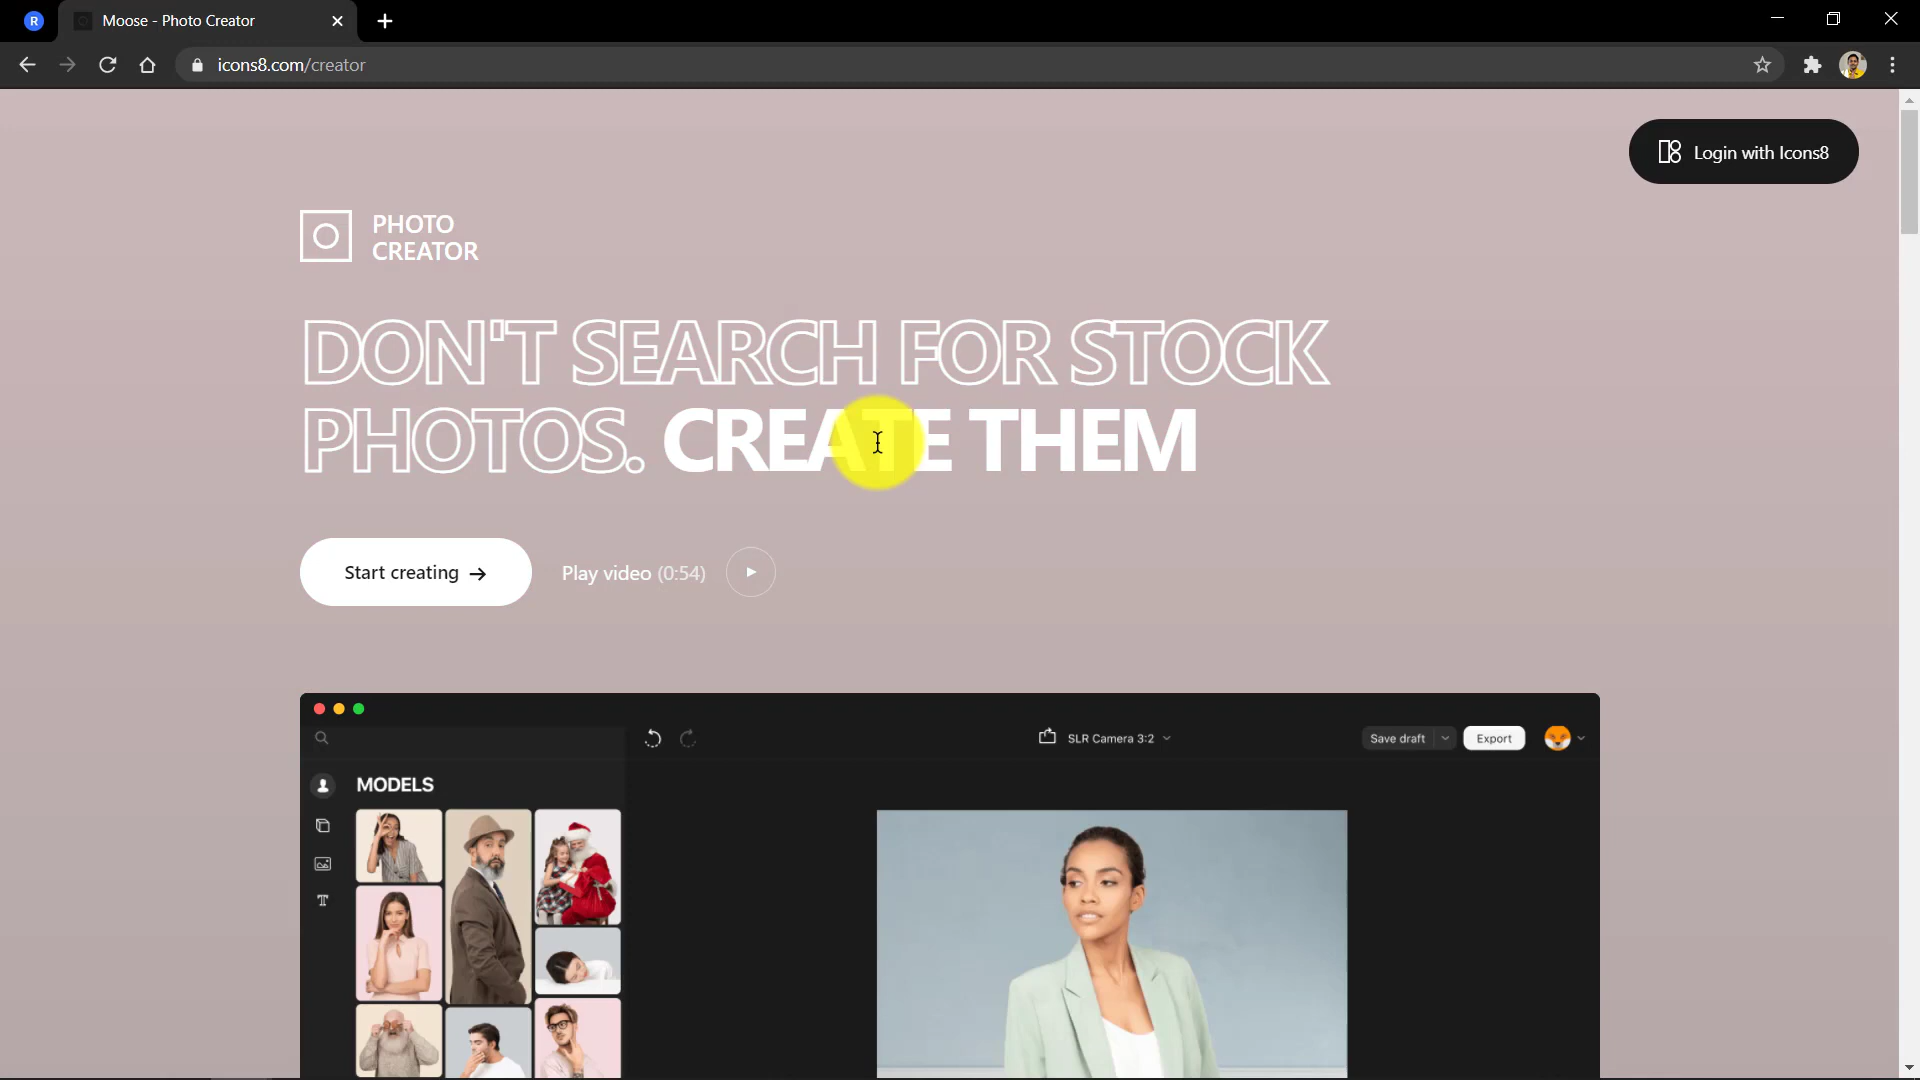 R
Moose - Photo Creator
icons8.com/creator
Login with Icons8
PHOTO
CREATOR
DON'T SEARCH FOR STOCK
PHOTOS. CREATE THEM
Start creating →
Play video (0:54)
SLR Camera 3:2
Save draft
Export
MODELS
T